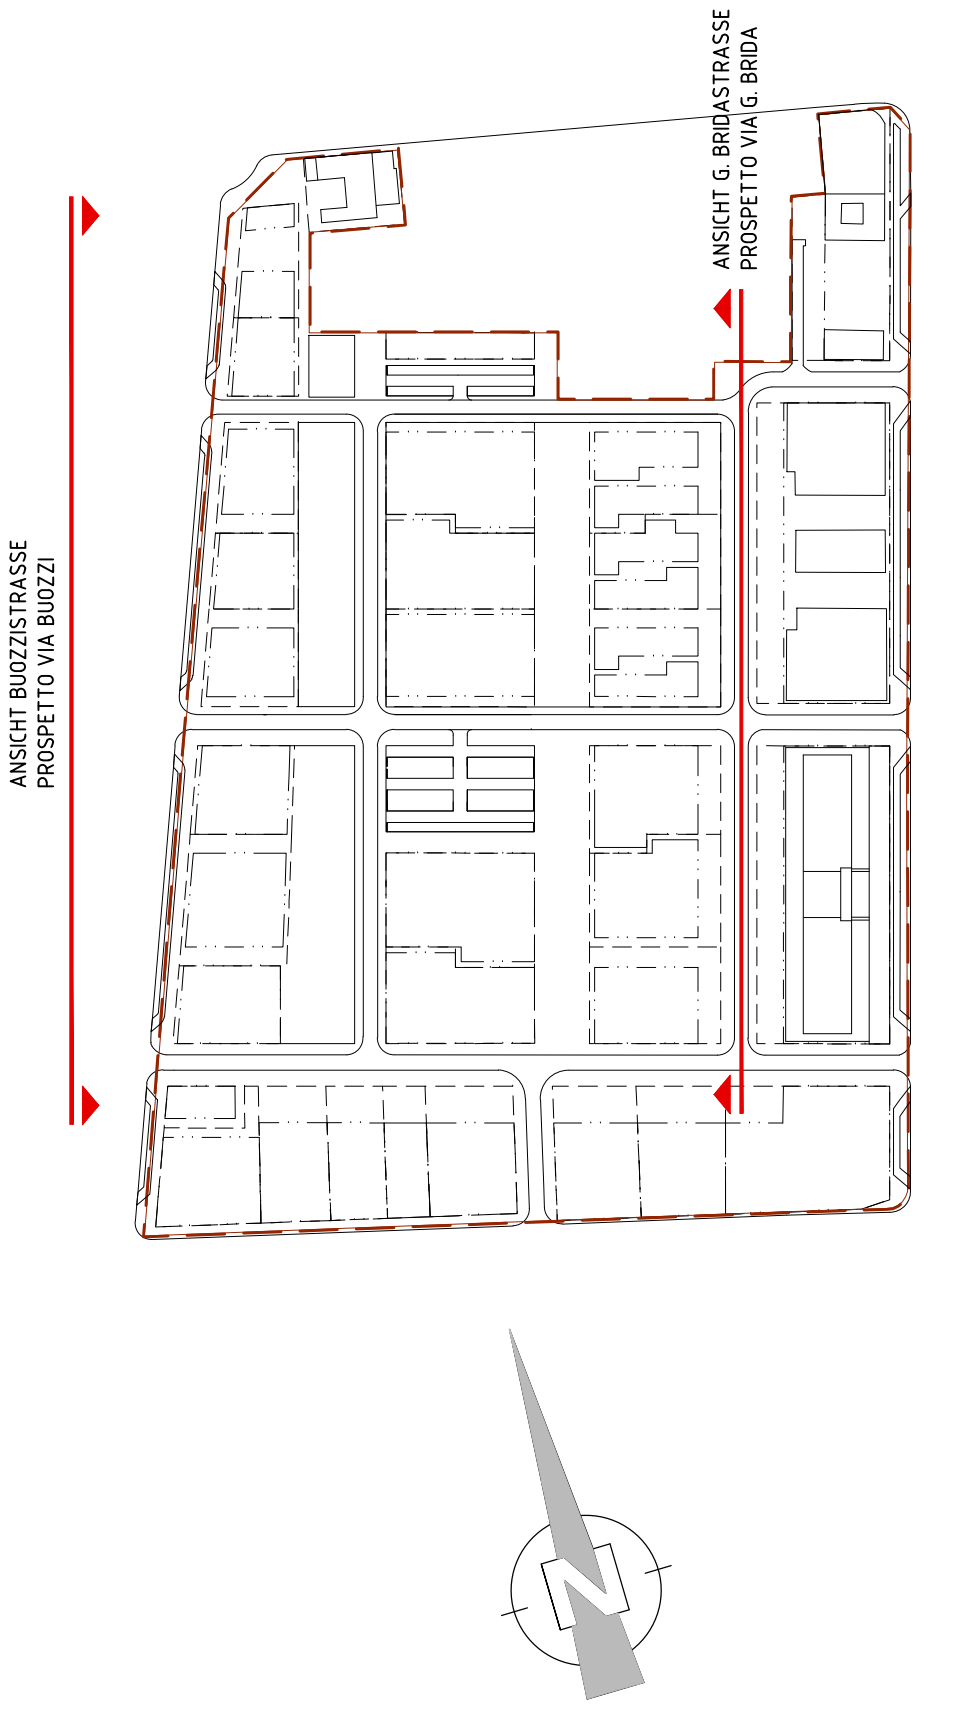 ANSICHT BUOZZISTRASSE
PROSPETTO VIA BUOZZI
ANSICHT G. BRIDASTRASSE
PROSPETTO VIA G. BRIDA
N